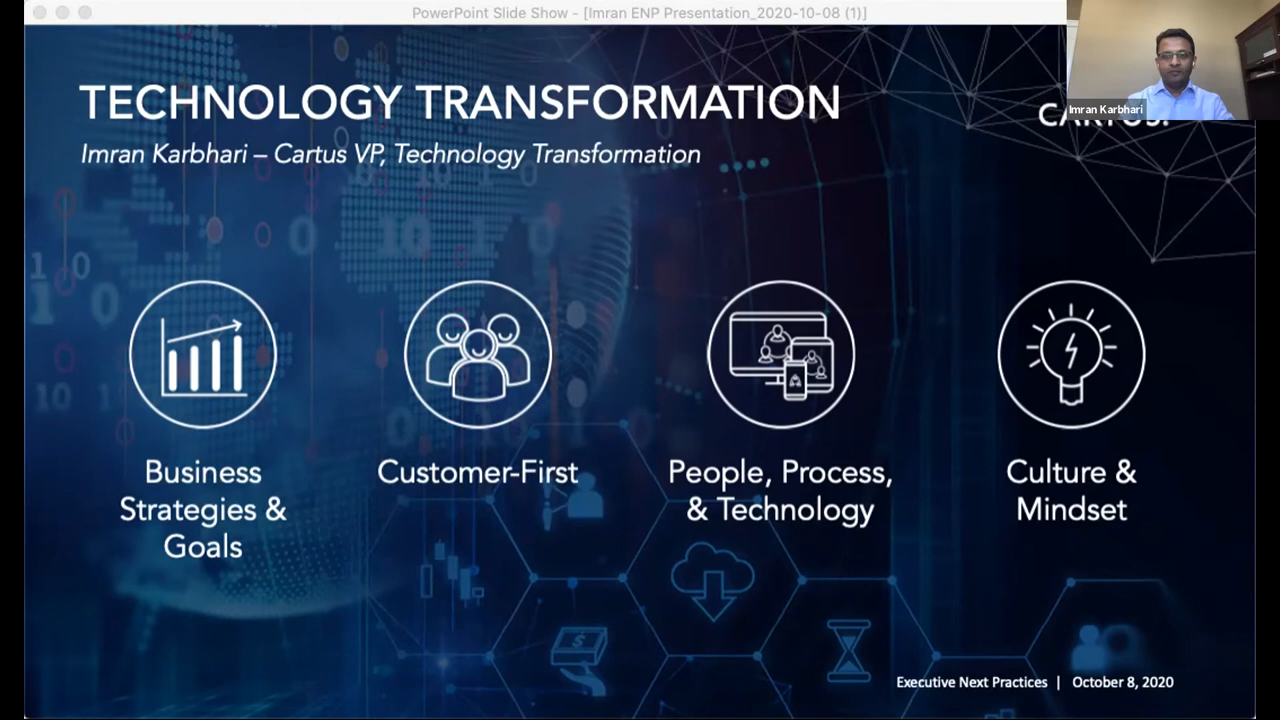 PowerPoint Slide Show - [Imran ENP Presentation_2020-10-08 (1)]
TECHNOLOGY TRANSFORMATION
Imran Karbhari – Cartus VP, Technology Transformation
Imran Karbhari
Business
Strategies &
Goals
Customer-First
People, Process,
& Technology
Culture &
Mindset
Executive Next Practices | October 8, 2020